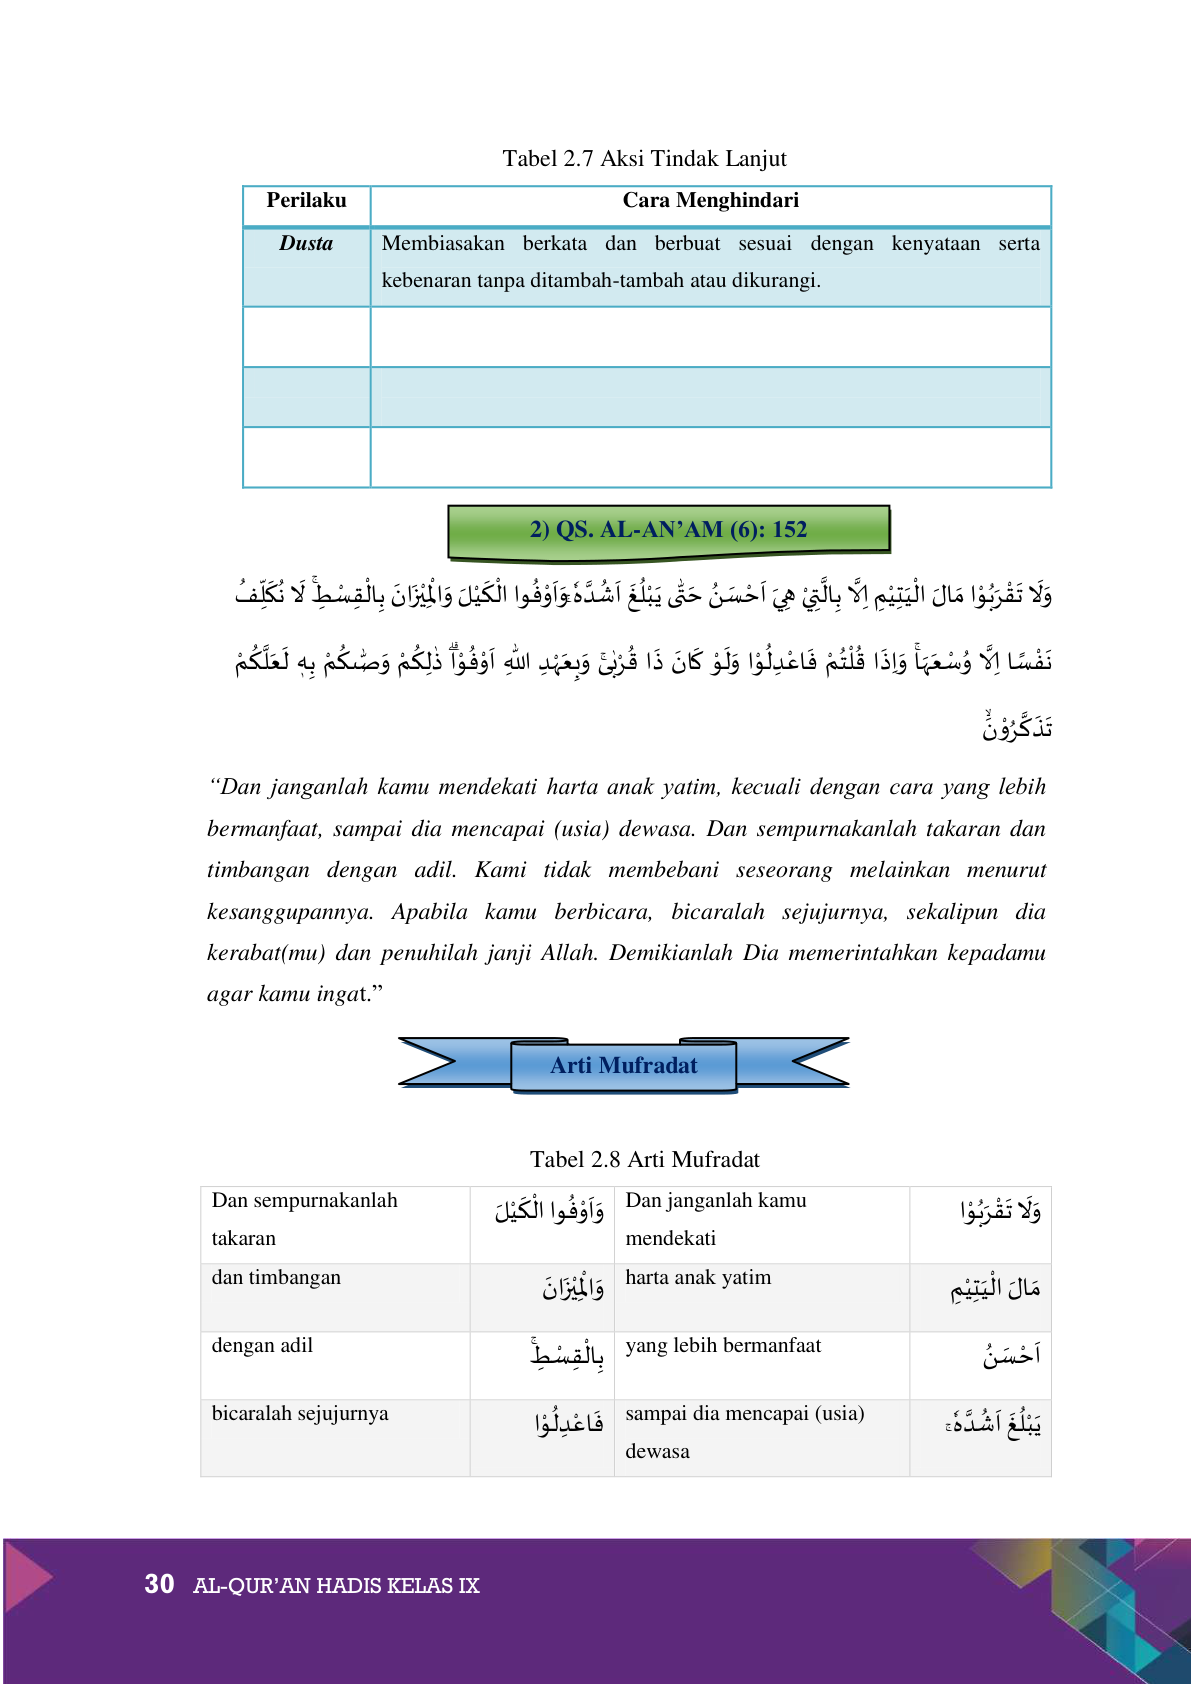 Tabel 2.7 Aksi Tindak Lanjut
Perilaku
Cara Menghindari
Dusta
Membiasakan berkata dan berbuat sesuai dengan kenyataan serta
kebenaran tanpa ditambah-tambah atau dikurangi.
2) QS. AL-AN’AM (6): 152
وَلَا تَقْرَبُوْا مَالَ الْيَتِيْمِ اِلَّا بِالَّتِيْ هِيَ اَحْسَنُ حَتّٰى يَبْلُغَ اَشُدَّهٗ ۚوَاَوْفُوا الْكَيْلَ وَالْمِيْزَانَ بِالْقِسْطِۚ لَا نُكَلِّفُ
نَفْسًا اِلَّا وُسْعَهَاۚ وَاِذَا قُلْتُمْ فَاعْدِلُوْا وَلَوْ كَانَ ذَا قُرْبٰىۚ وَبِعَهْدِ اللّٰهِ اَوْفُوْاۗ ذٰلِكُمْ وَصّٰىكُمْ بِهٖ لَعَلَّكُمْ
تَذَكَّرُوْنَۙ
“Dan janganlah kamu mendekati harta anak yatim, kecuali dengan cara yang lebih
bermanfaat, sampai dia mencapai (usia) dewasa. Dan sempurnakanlah takaran dan
timbangan dengan adil. Kami tidak membebani seseorang melainkan menurut
kesanggupannya. Apabila kamu berbicara, bicaralah sejujurnya, sekalipun dia
kerabat(mu) dan penuhilah janji Allah. Demikianlah Dia memerintahkan kepadamu
agar kamu ingat.”
Arti Mufradat
Tabel 2.8 Arti Mufradat
Dan sempurnakanlah
takaran
وَاَوْفُوا الْكَيْلَ
Dan janganlah kamu
mendekati
وَلَا تَقْرَبُوْا
dan timbangan
وَالْمِيْزَانَ
harta anak yatim
مَالَ الْيَتِيْمِ
dengan adil
بِالْقِسْطِۚ
yang lebih bermanfaat
اَحْسَنُ
bicaralah sejujurnya
فَاعْدِلُوْا
sampai dia mencapai (usia)
dewasa
يَبْلُغَ اَشُدَّهٗ ۚ
30 AL-QUR’AN HADIS KELAS IX